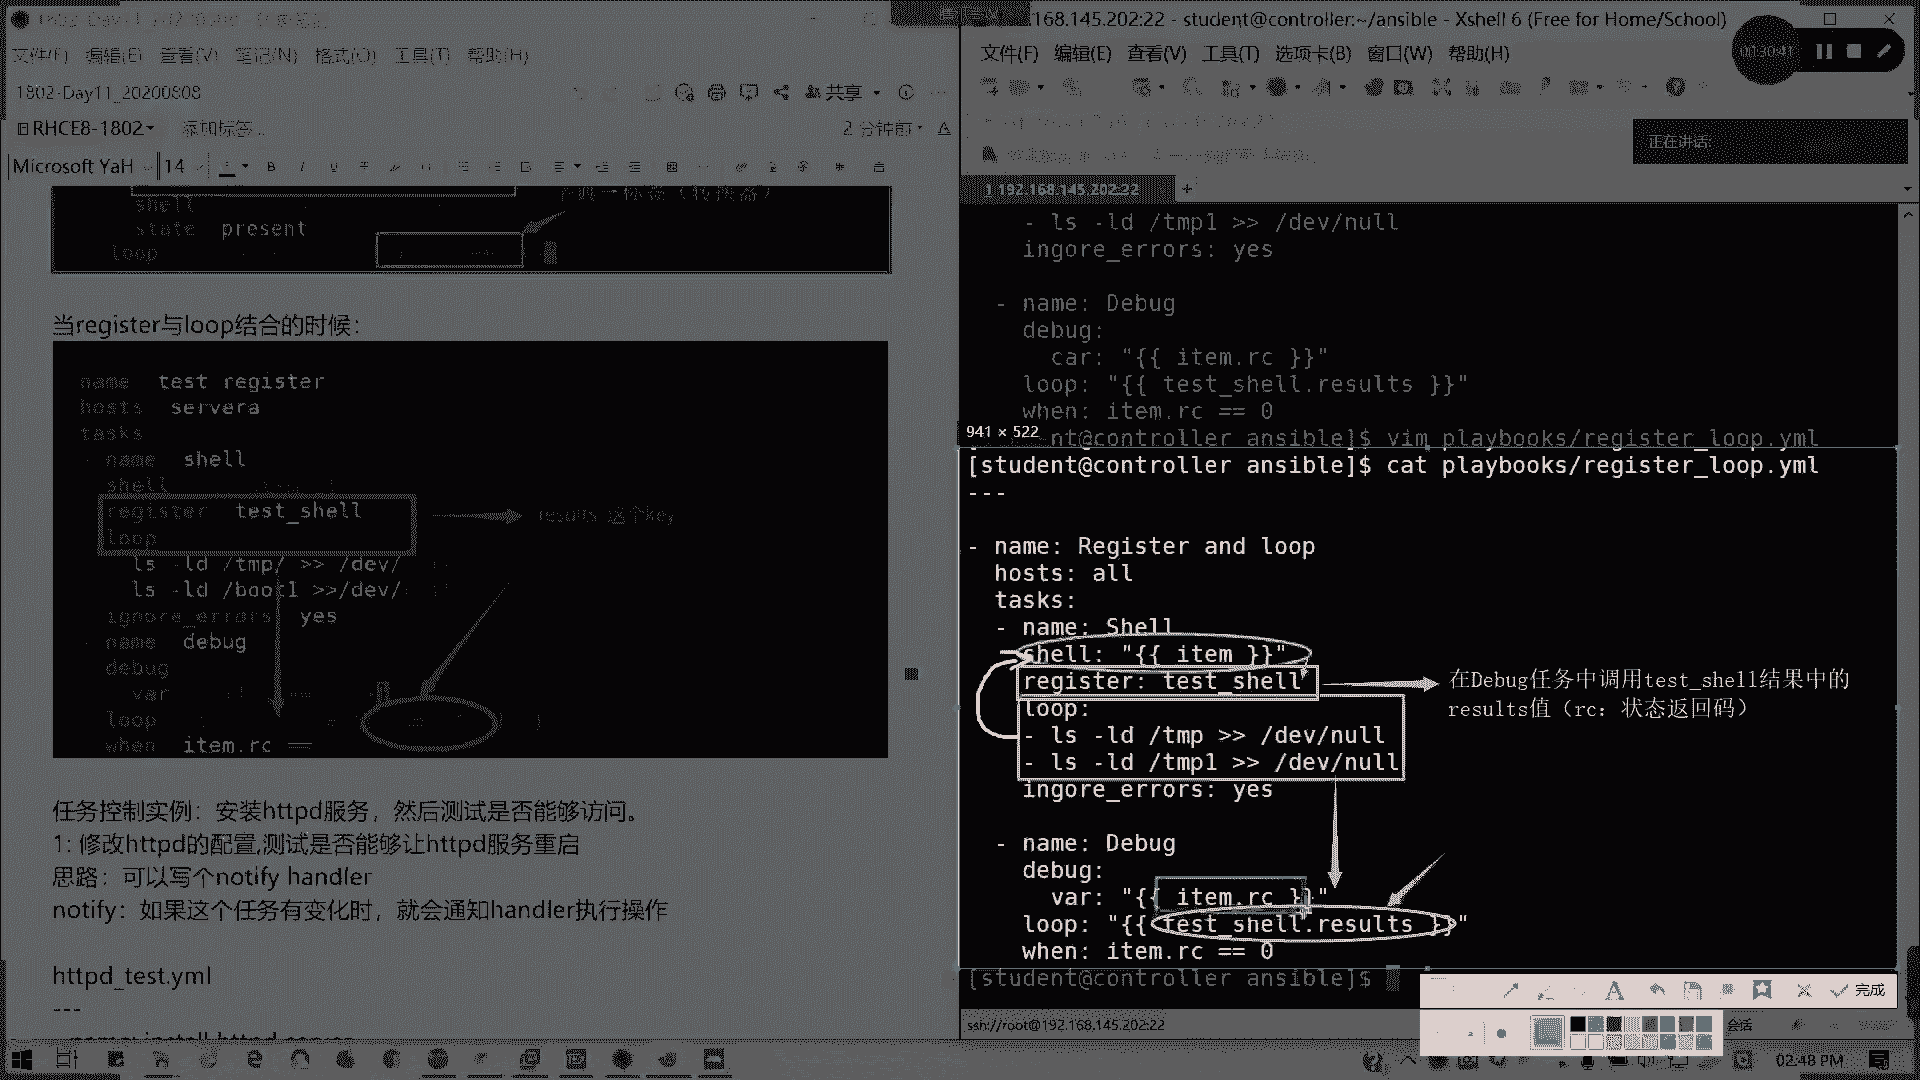 文件(F) 编辑(E) 查看(V) 笔记(N) 格式(O) 工具(T) 帮助(H)
1802-Day11_20200808
共享
RHCE8-1802
添加标签...
2 分钟前
Microsoft YaH
14
shell
state present
loop
当register与loop结合的时候:
name test register
hosts servera
tasks
- name shell
shell
register test_shell
results 这个key
loop
ls -ld /tmp/ >> /dev/
ls -ld /boot1 >>/dev/
ignore_errors yes
- name debug
debug
var
loop
when item.rc ==
任务控制实例：安装httpd服务，然后测试是否能够访问。
1: 修改httpd的配置,测试是否能够让httpd服务重启
思路：可以写个notify handler
notify：如果这个任务有变化时，就会通知handler执行操作
httpd_test.yml
---
168.145.202:22 - student@controller:~/ansible - Xshell 6 (Free for Home/School)
文件(F) 编辑(E) 查看(V) 工具(T) 选项卡(B) 窗口(W) 帮助(H)
00:30:41
正在讲话:
1 192.168.145.202:22
- ls -ld /tmp1 >> /dev/null
ingore_errors: yes
- name: Debug
debug:
car: "{{ item.rc }}"
loop: "{{ test_shell.results }}"
when: item.rc == 0
941 × 522
nt@controller ansible]$ vim playbooks/register_loop.yml
[student@controller ansible]$ cat playbooks/register_loop.yml
---
- name: Register and loop
hosts: all
tasks:
- name: Shell
shell: "{{ item }}"
register: test_shell
在Debug任务中调用test_shell结果中的
results值（rc：状态返回码）
loop:
- ls -ld /tmp >> /dev/null
- ls -ld /tmp1 >> /dev/null
ingore_errors: yes
- name: Debug
debug:
var: "{{ item.rc }}"
loop: "{{ test_shell.results }}"
when: item.rc == 0
[student@controller ansible]$
完成
ssh://root@192.168.145.202:22
会话
02:48 PM